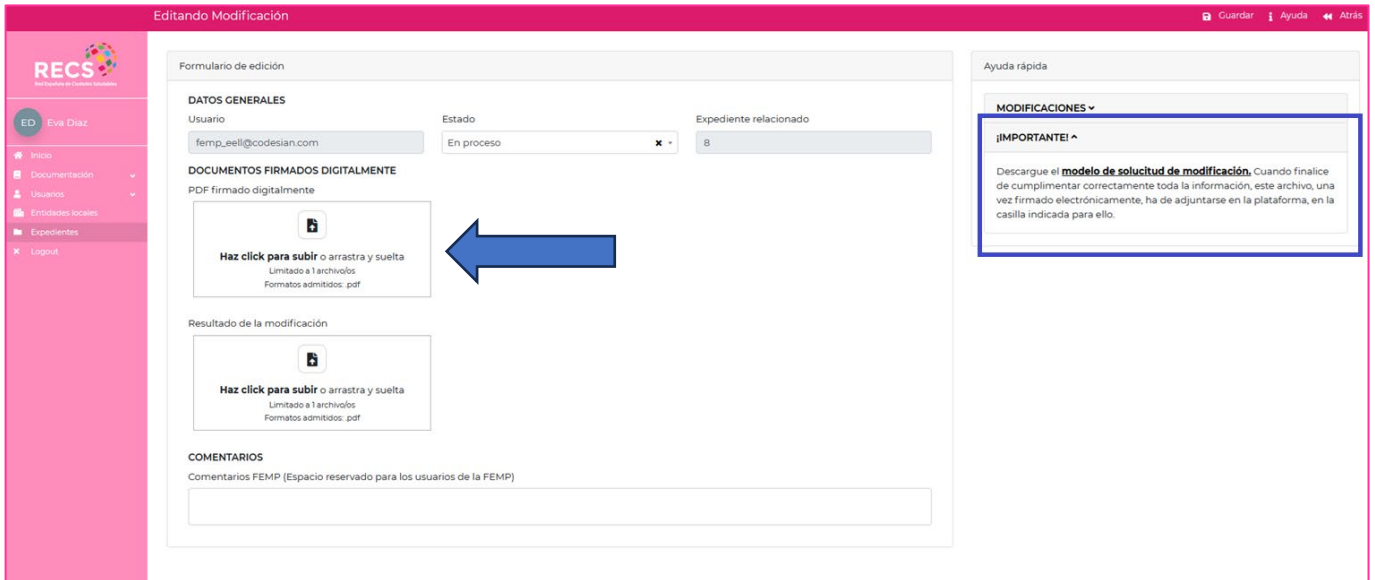 Editando Modificación
Guardar
Ayuda
Atrás
RECS
Red Española de Ciudades Saludables
ED Eva Diaz
Inicio
Documentación
Usuarios
Entidades locales
Expedientes
Logout
Formulario de edición
DATOS GENERALES
Usuario
Estado
Expediente relacionado
femp_eell@codesian.com
En proceso
8
DOCUMENTOS FIRMADOS DIGITALMENTE
PDF firmado digitalmente
Haz click para subir o arrastra y suelta
Limitado a 1 archivo/os
Formatos admitidos: .pdf
Resultado de la modificación
Haz click para subir o arrastra y suelta
Limitado a 1 archivo/os
Formatos admitidos: .pdf
COMENTARIOS
Comentarios FEMP (Espacio reservado para los usuarios de la FEMP)
Ayuda rápida
MODIFICACIONES
¡IMPORTANTE!
Descargue el modelo de solucitud de modificación. Cuando finalice
de cumplimentar correctamente toda la información, este archivo, una
vez firmado electrónicamente, ha de adjuntarse en la plataforma, en la
casilla indicada para ello.